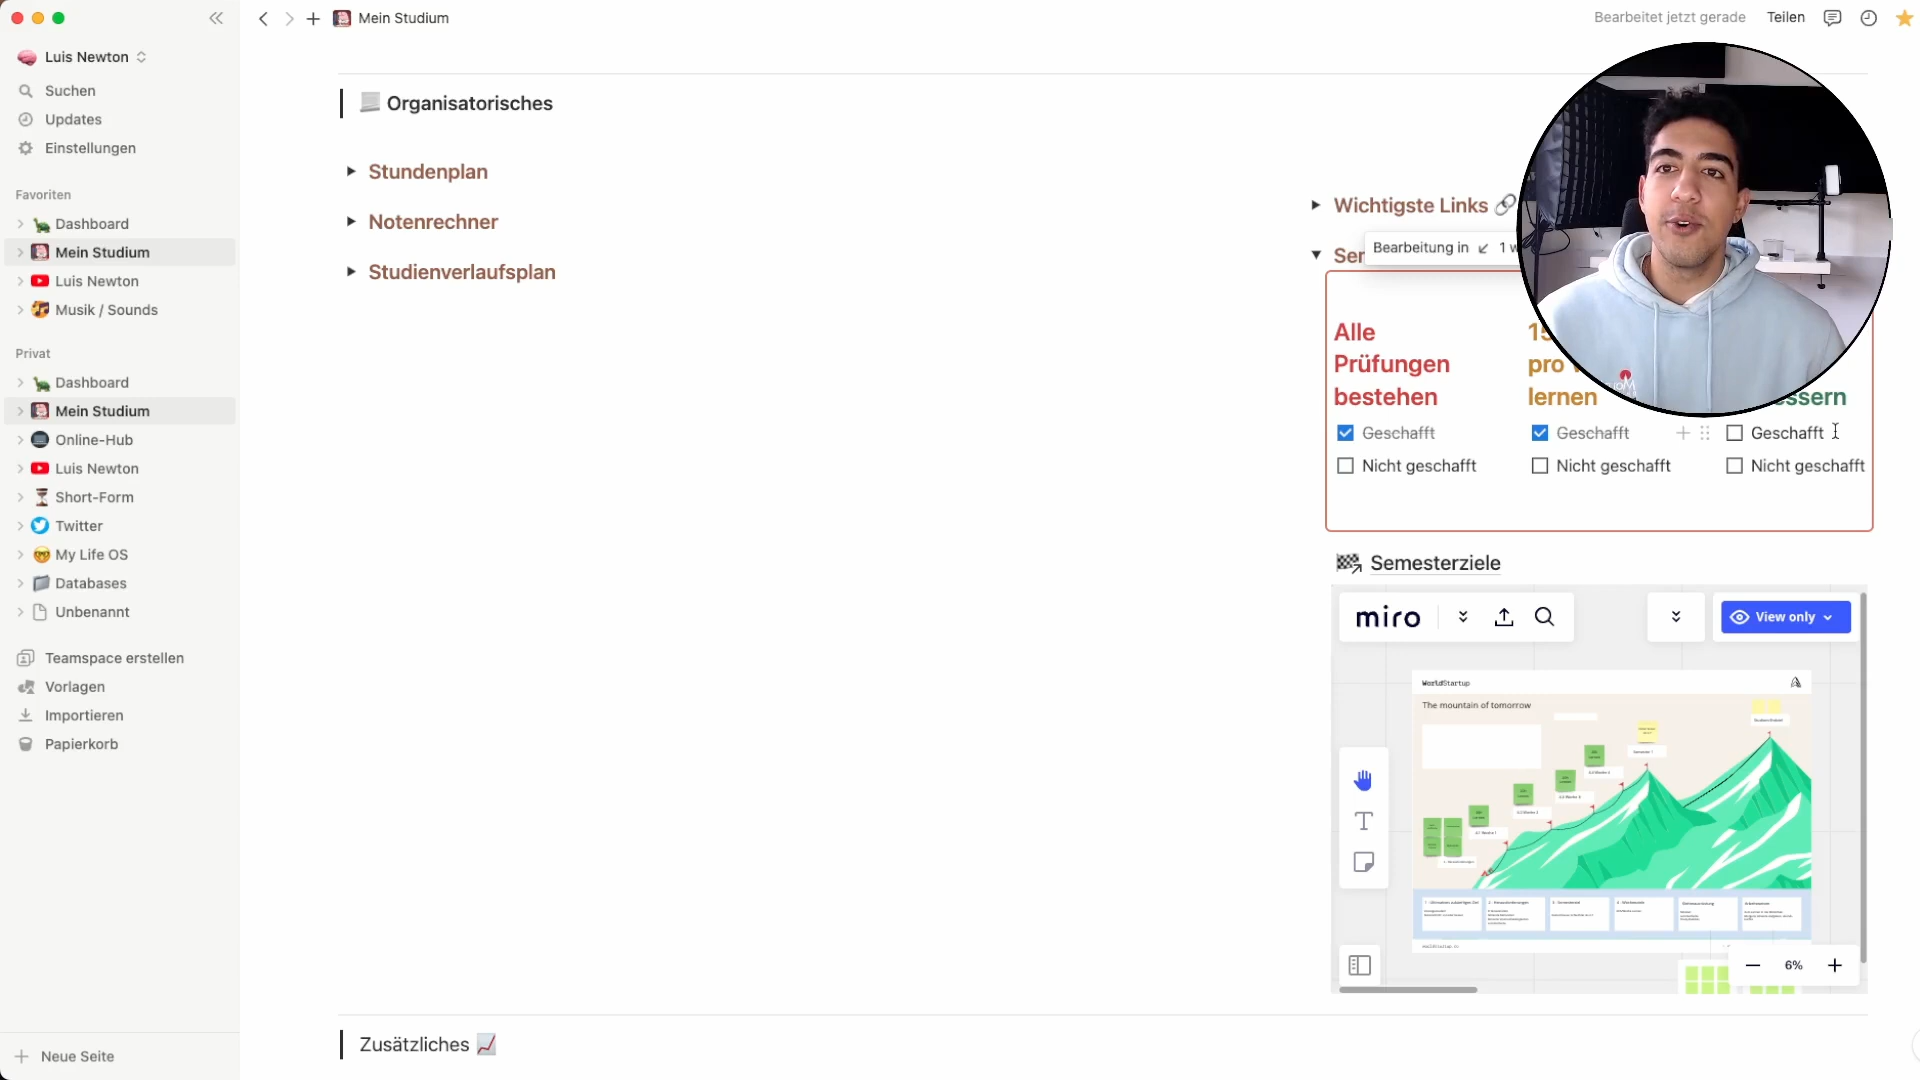 Mein Studium
Bearbeitet jetzt gerade
Teilen
Luis Newton
Suchen
Updates
Einstellungen
Favoriten
Dashboard
Mein Studium
Luis Newton
Musik / Sounds
Privat
Dashboard
Mein Studium
Online-Hub
Luis Newton
Short-Form
Twitter
My Life OS
Databases
Unbenannt
Teamspace erstellen
Vorlagen
Importieren
Papierkorb
Neue Seite
Organisatorisches
Stundenplan
Notenrechner
Studienverlaufsplan
Wichtigste Links
Bearbeitung in
Alle
Prüfungen
bestehen
Geschafft
Nicht geschafft
pro
lernen
Geschafft
Nicht geschafft
Geschafft
Nicht geschafft
Semesterziele
miro
View only
WorldStartup
The mountain of tomorrow
6%
Zusätzliches